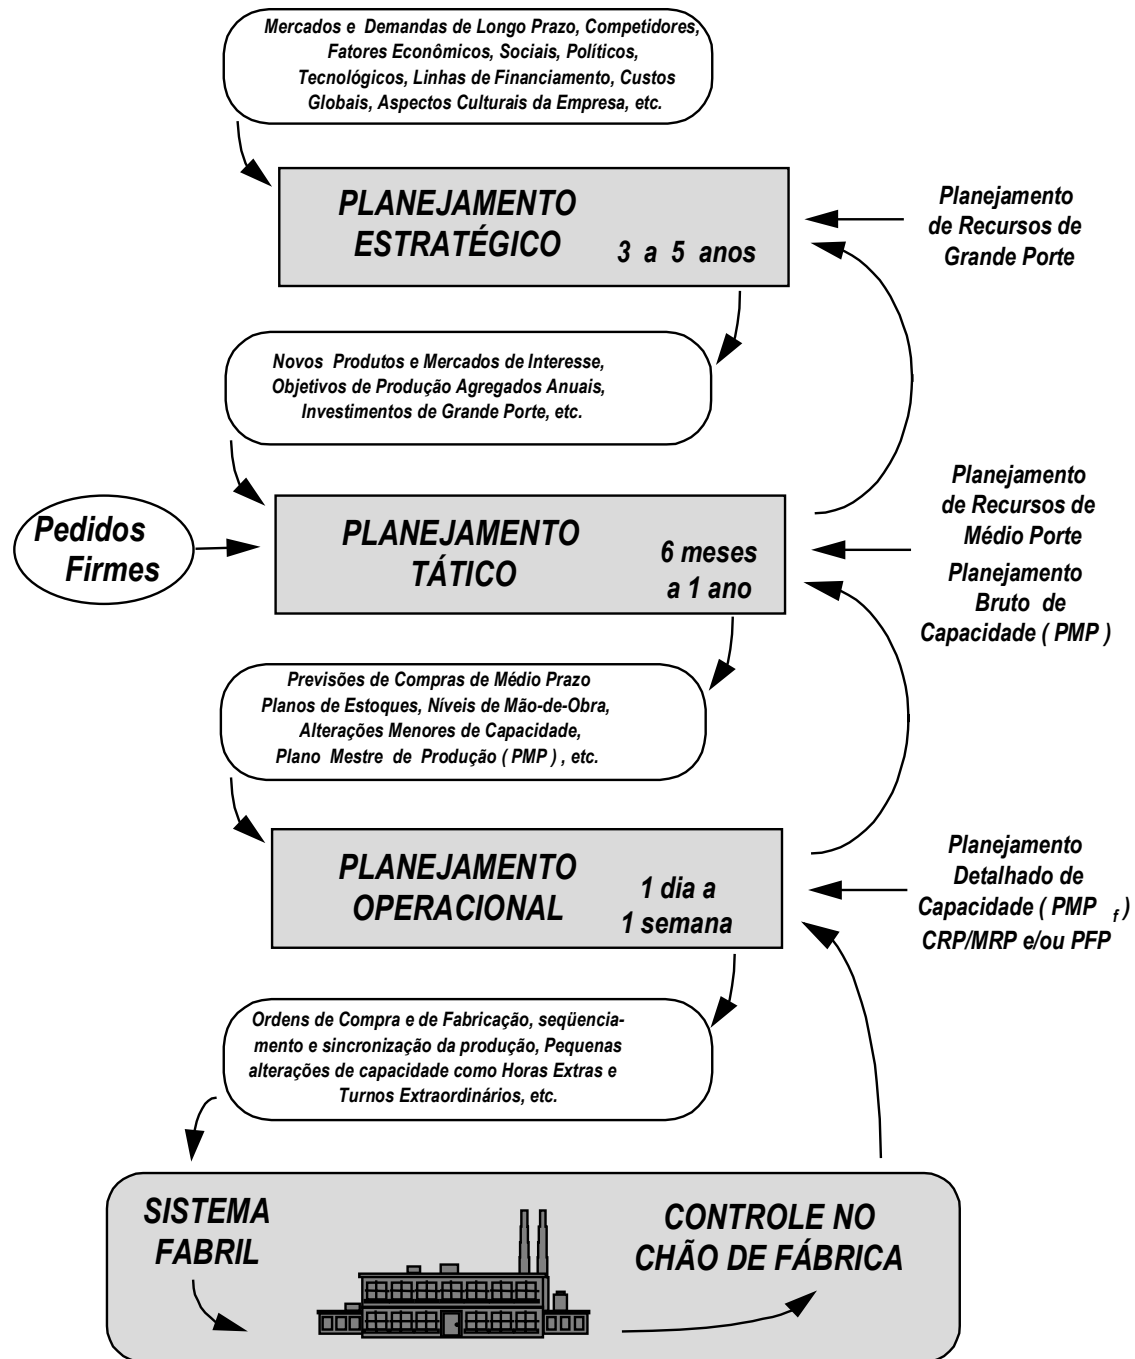 Mercados e Demandas de Longo Prazo, Competidores,
Fatores Econômicos, Sociais, Políticos,
Tecnológicos, Linhas de Financiamento, Custos
Globais, Aspectos Culturais da Empresa, etc.
PLANEJAMENTO
ESTRATÉGICO
3 a 5 anos
Planejamento
de Recursos de
Grande Porte
Novos Produtos e Mercados de Interesse,
Objetivos de Produção Agregados Anuais,
Investimentos de Grande Porte, etc.
Pedidos
Firmes
PLANEJAMENTO
TÁTICO
6 meses
a 1 ano
Planejamento
de Recursos de
Médio Porte
Planejamento
Bruto de
Capacidade ( PMP )
Previsões de Compras de Médio Prazo
Planos de Estoques, Níveis de Mão-de-Obra,
Alterações Menores de Capacidade,
Plano Mestre de Produção ( PMP ) , etc.
PLANEJAMENTO
OPERACIONAL
1 dia a
1 semana
Planejamento
Detalhado de
Capacidade ( PMP f )
CRP/MRP e/ou PFP
Ordens de Compra e de Fabricação, seqüencia-
mento e sincronização da produção, Pequenas
alterações de capacidade como Horas Extras e
Turnos Extraordinários, etc.
SISTEMA
FABRIL
CONTROLE NO
CHÃO DE FÁBRICA